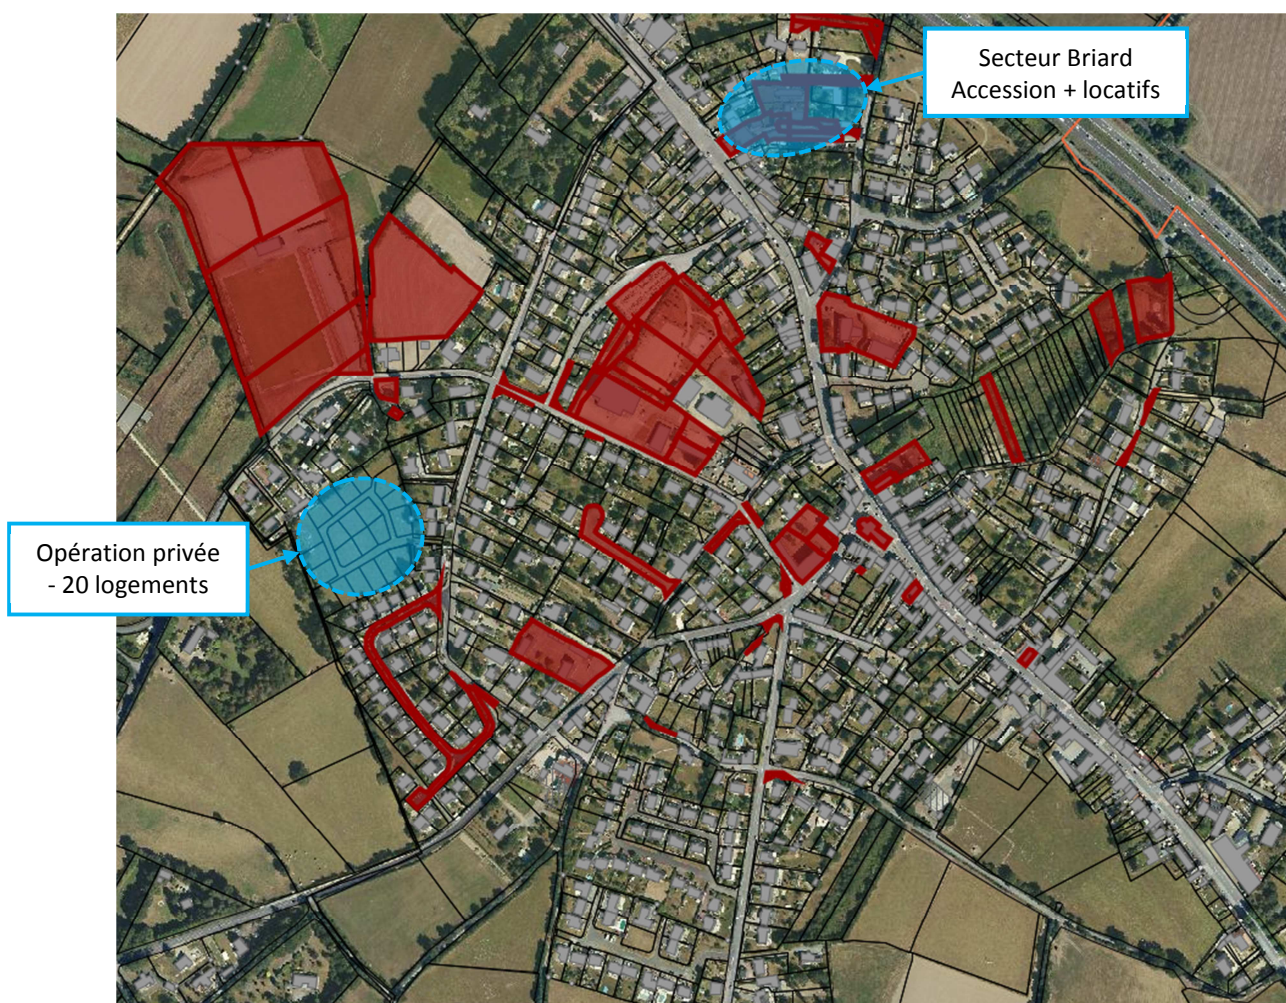 Secteur Briard
Accession + locatifs
Opération privée
- 20 logements